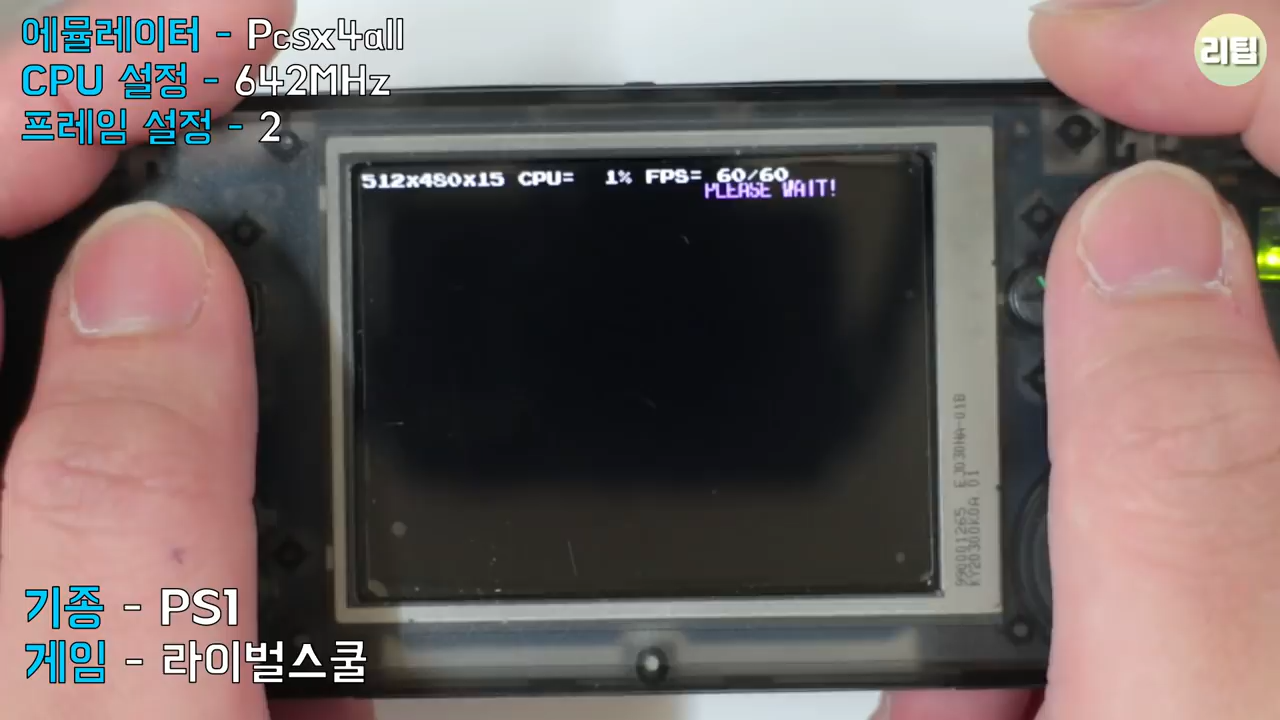 에뮬레이터 - Pcsx4all
CPU 설정 - 642MHz
프레임 설정 - 2
리팁
512x480x15 CPU= 1% FPS= 60/60
PLEASE WAIT!
기종 - PS1
게임 - 라이벌스쿨